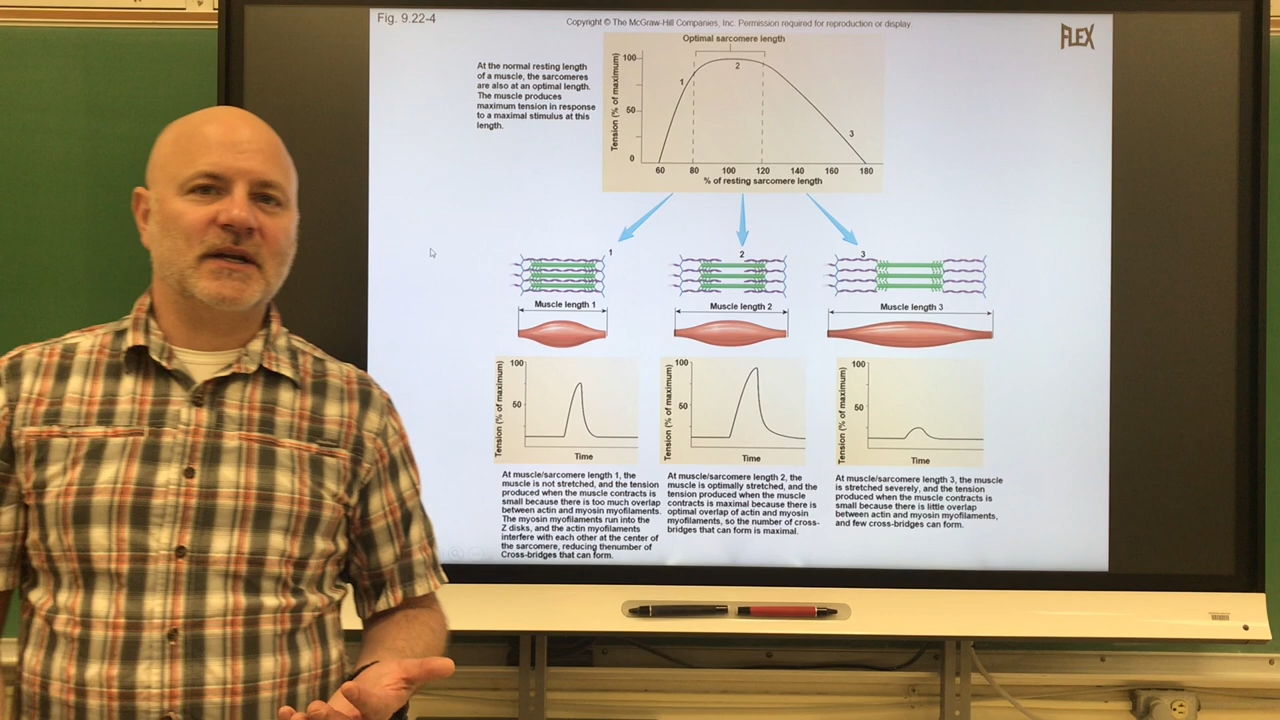 Fig. 9.22-4
Copyright © The McGraw-Hill Companies, Inc. Permission required for reproduction or display
FLEX
At the normal resting length
of a muscle, the sarcomeres
are also at an optimal length.
The muscle produces
maximum tension in response
to a maximal stimulus at this
length.
Optimal sarcomere length
Tension (% of maximum)
100
50
0
1
2
3
60 80 100 120 140 160 180
% of resting sarcomere length
1
2
3
Muscle length 1
Muscle length 2
Muscle length 3
Tension (% of maximum)
100
50
Time
Tension (% of maximum)
100
50
Time
Tension (% of maximum)
100
50
Time
At muscle/sarcomere length 1, the
muscle is not stretched, and the tension
produced when the muscle contracts is
small because there is too much overlap
between actin and myosin myofilaments.
The myosin myofilaments run into the
Z disks, and the actin myofilaments
interfere with each other at the center of
the sarcomere, reducing thenumber of
Cross-bridges that can form.
At muscle/sarcomere length 2, the
muscle is optimally stretched, and the
tension produced when the muscle
contracts is maximal because there is
optimal overlap of actin and myosin
myofilaments, so the number of cross-
bridges that can form is maximal.
At muscle/sarcomere length 3, the muscle
is stretched severely, and the tension
produced when the muscle contracts is
small because there is little overlap
between actin and myosin myofilaments,
and few cross-bridges can form.